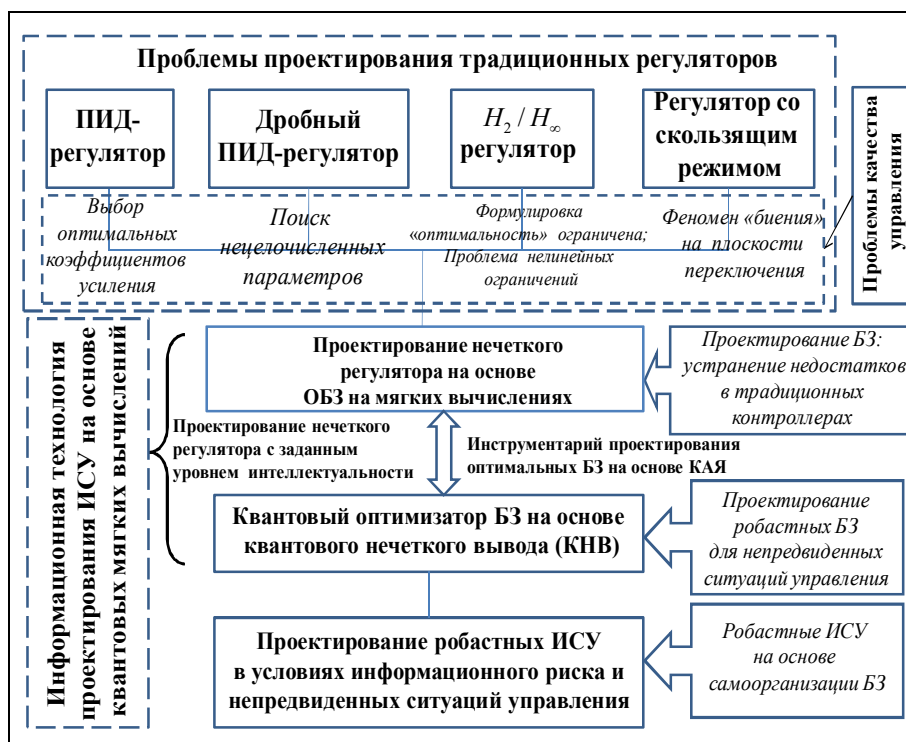 Проблемы проектирования традиционных регуляторов
ПИД-
регулятор
Дробный
ПИД-регулятор
H₂ / H∞
регулятор
Регулятор со
скользящим
режимом
Проблемы качества
управления
Выбор
оптимальных
коэффициентов
усиления
Поиск
нецелочисленных
параметров
Формулировка
«оптимальность» ограничена;
Проблема нелинейных
ограничений
Феномен «биения»
на плоскости
переключения
Информационная технология
проектирования ИСУ на основе
квантовых мягких вычислений
Проектирование нечеткого
регулятора на основе
ОБЗ на мягких вычислениях
Проектирование БЗ:
устранение недостатков
в традиционных
контроллерах
Проектирование нечеткого
регулятора с заданным
уровнем интеллектуальности
Инструментарий проектирования
оптимальных БЗ на основе КАЯ
Квантовый оптимизатор БЗ на основе
квантового нечеткого вывода (КНВ)
Проектирование
робастных БЗ
для непредвиденных
ситуаций управления
Проектирование робастных ИСУ
в условиях информационного риска и
непредвиденных ситуаций управления
Робастные ИСУ
на основе
самоорганизации БЗ